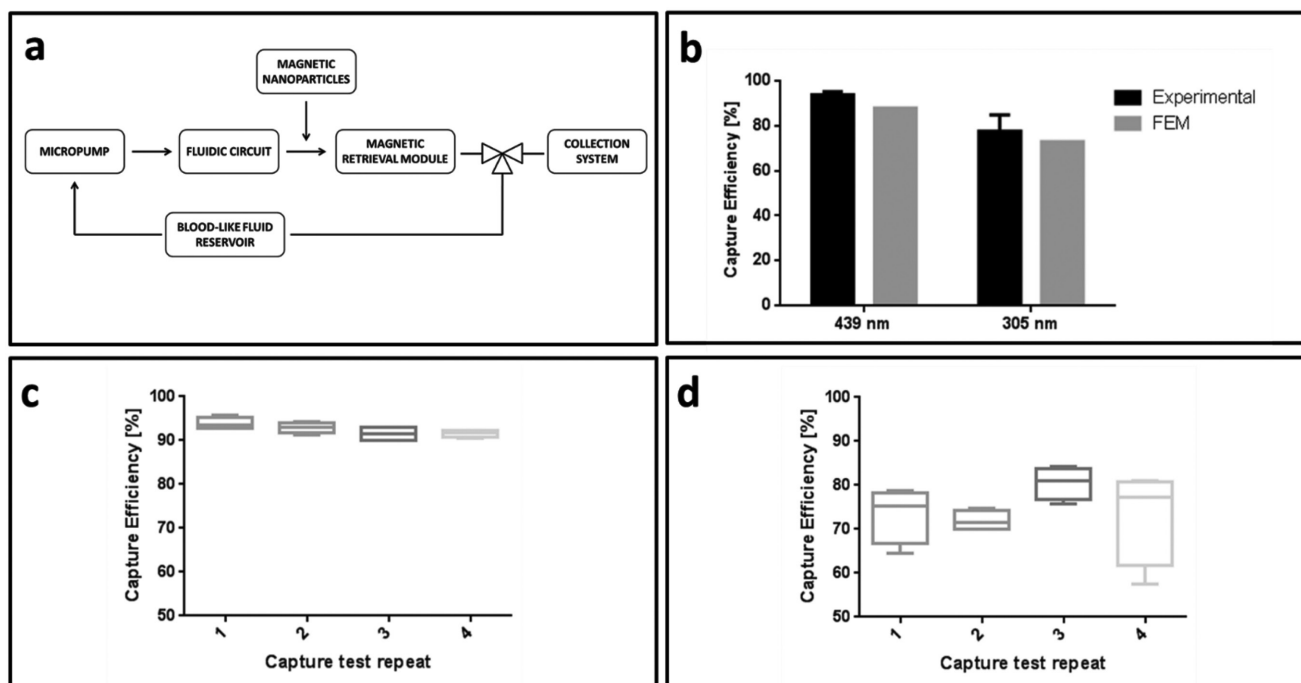 a
MAGNETIC
NANOPARTICLES
MICROPUMP
FLUIDIC CIRCUIT
MAGNETIC
RETRIEVAL MODULE
COLLECTION
SYSTEM
BLOOD-LIKE FLUID
RESERVOIR
b
Capture Efficiency [%]
100
80
60
40
20
0
439 nm
305 nm
Experimental
FEM
c
Capture Efficiency [%]
100
90
80
70
60
50
1
2
3
4
Capture test repeat
d
Capture Efficiency [%]
100
90
80
70
60
50
1
2
3
4
Capture test repeat